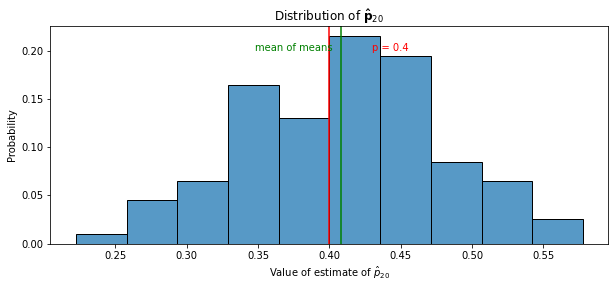 Distribution of p̂₂₀
mean of means
p = 0.4
Probability
0.20
0.15
0.10
0.05
0.00
0.25 0.30 0.35 0.40 0.45 0.50 0.55
Value of estimate of p̂₂₀